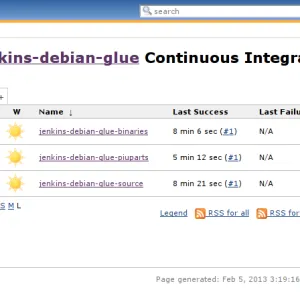 search
kins-debian-glue Continuous Integra
+
W Name ↓ Last Success Last Failu
jenkins-debian-glue-binaries 8 min 6 sec (#1) N/A
jenkins-debian-glue-piuparts 5 min 12 sec (#1) N/A
jenkins-debian-glue-source 8 min 21 sec (#1) N/A
S M L
Legend RSS for all RSS for
Page generated: Feb 5, 2013 3:19:16